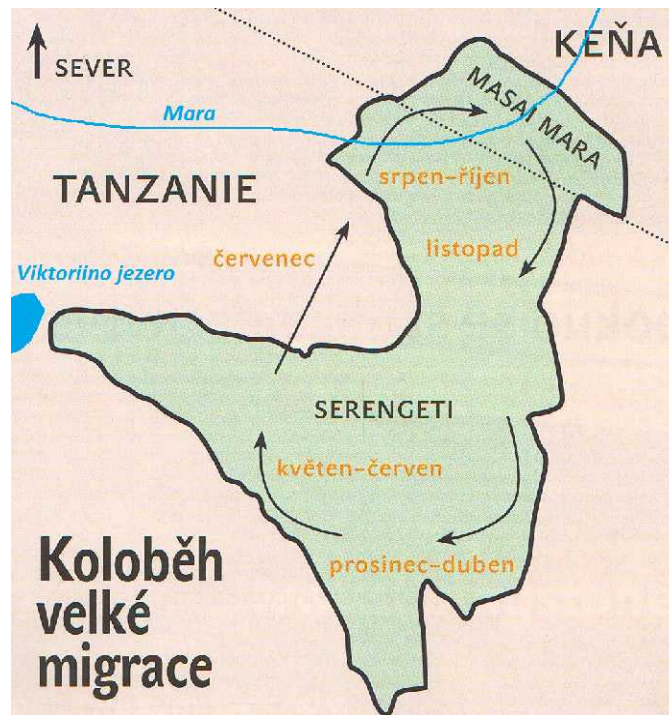 KEŇA
SEVER
MASAI MARA
Mara
srpen–říjen
TANZANIE
listopad
červenec
Viktoriino jezero
SERENGETI
květen–červen
prosinec–duben
Koloběh
velké
migrace